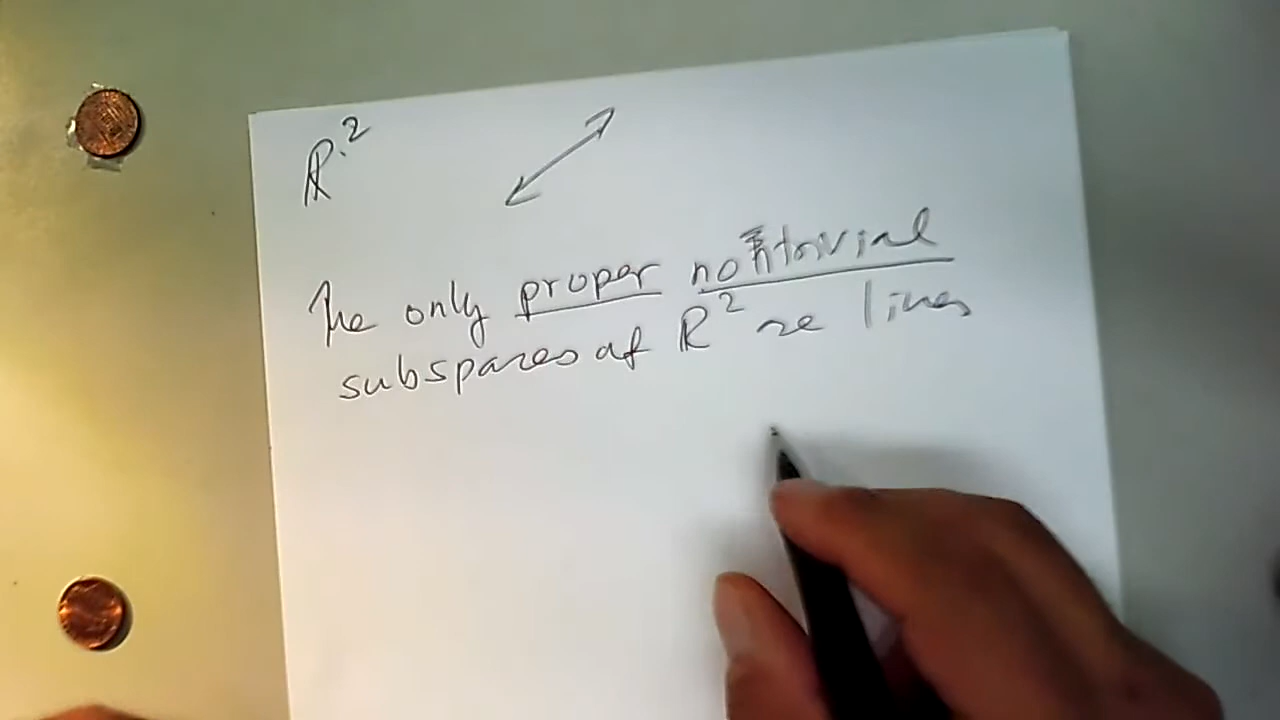 ℝ²
The only proper nontrivial
subspaces of ℝ² are lines